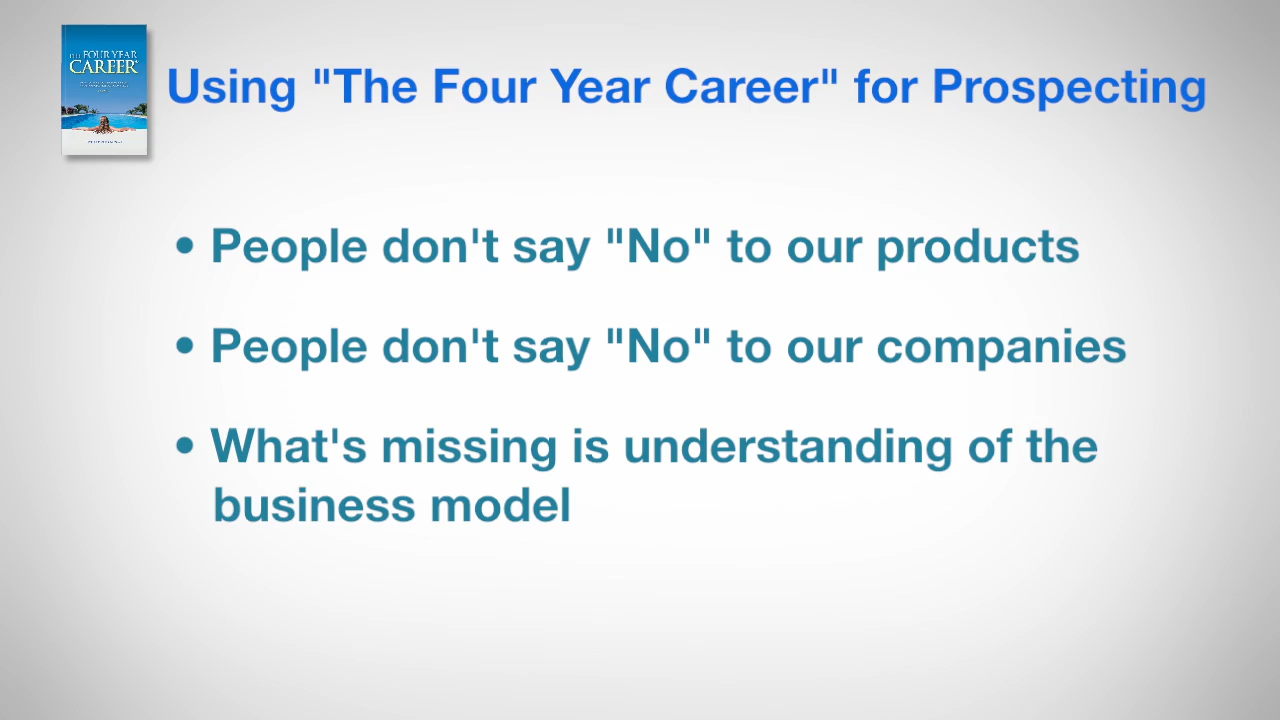 THE FOUR YEAR
CAREER
Using "The Four Year Career" for Prospecting
• People don't say "No" to our products
• People don't say "No" to our companies
• What's missing is understanding of the
business model